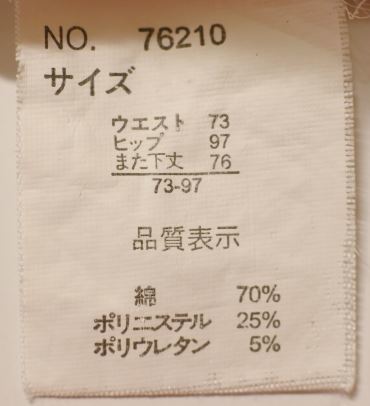 NO. 76210
サイズ
ウエスト 73
ヒップ 97
また下丈 76
73-97
品質表示
綿 70%
ポリエステル 25%
ポリウレタン 5%